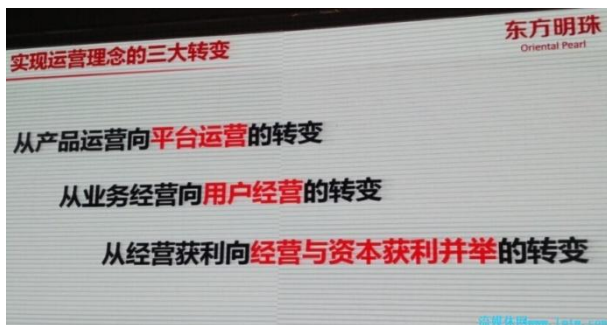 东方明珠
Oriental Pearl
实现运营理念的三大转变
从产品运营向平台运营的转变
从业务经营向用户经营的转变
从经营获利向经营与资本获利并举的转变